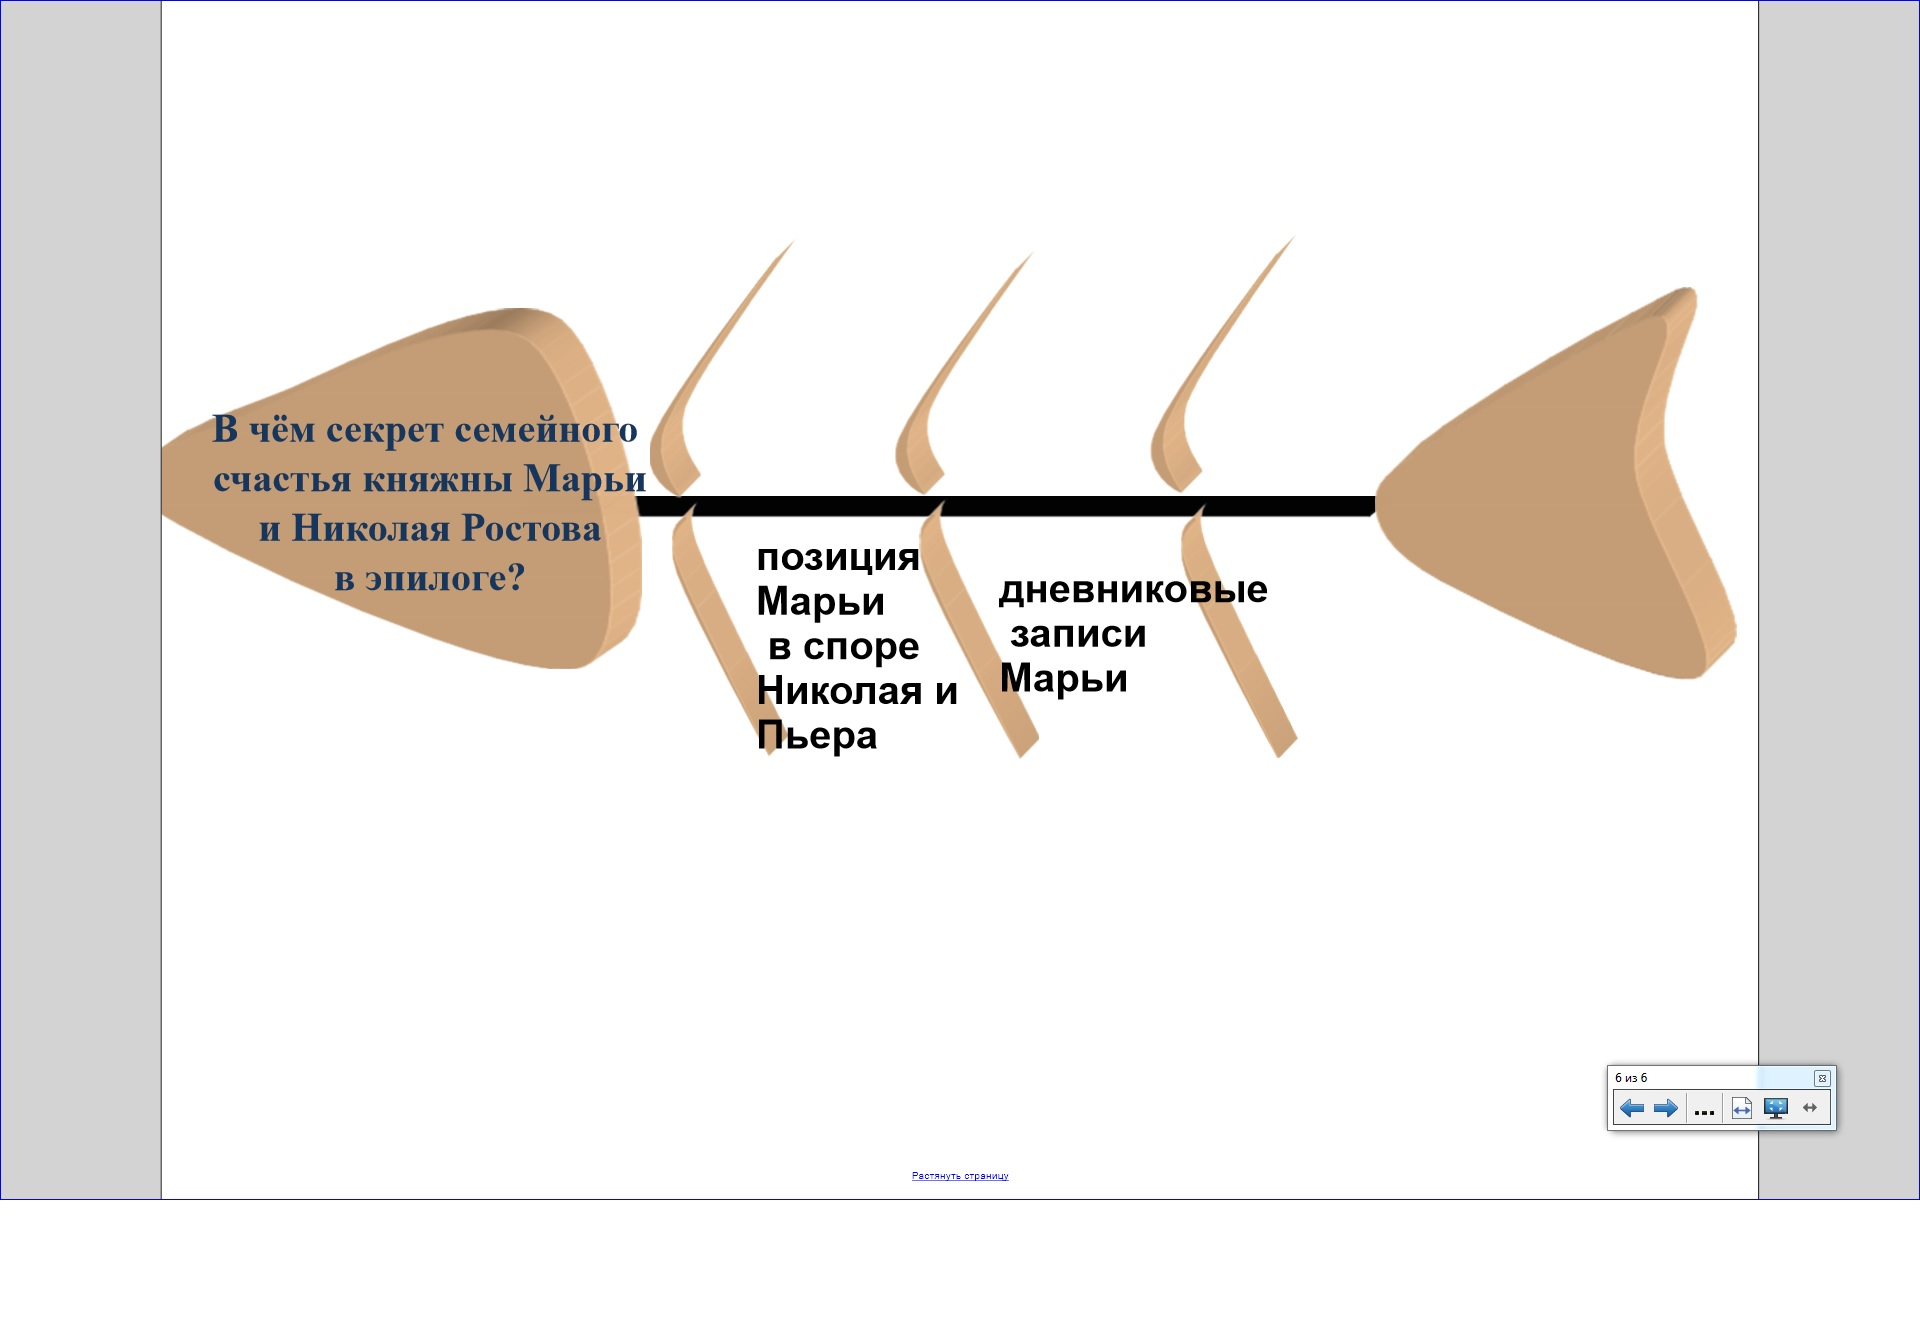 В чём секрет семейного
счастья княжны Марьи
и Николая Ростова
в эпилоге?
позиция
Марьи
в споре
Николая и
Пьера
дневниковые
записи
Марьи
6 из 6
...
Растянуть страницу